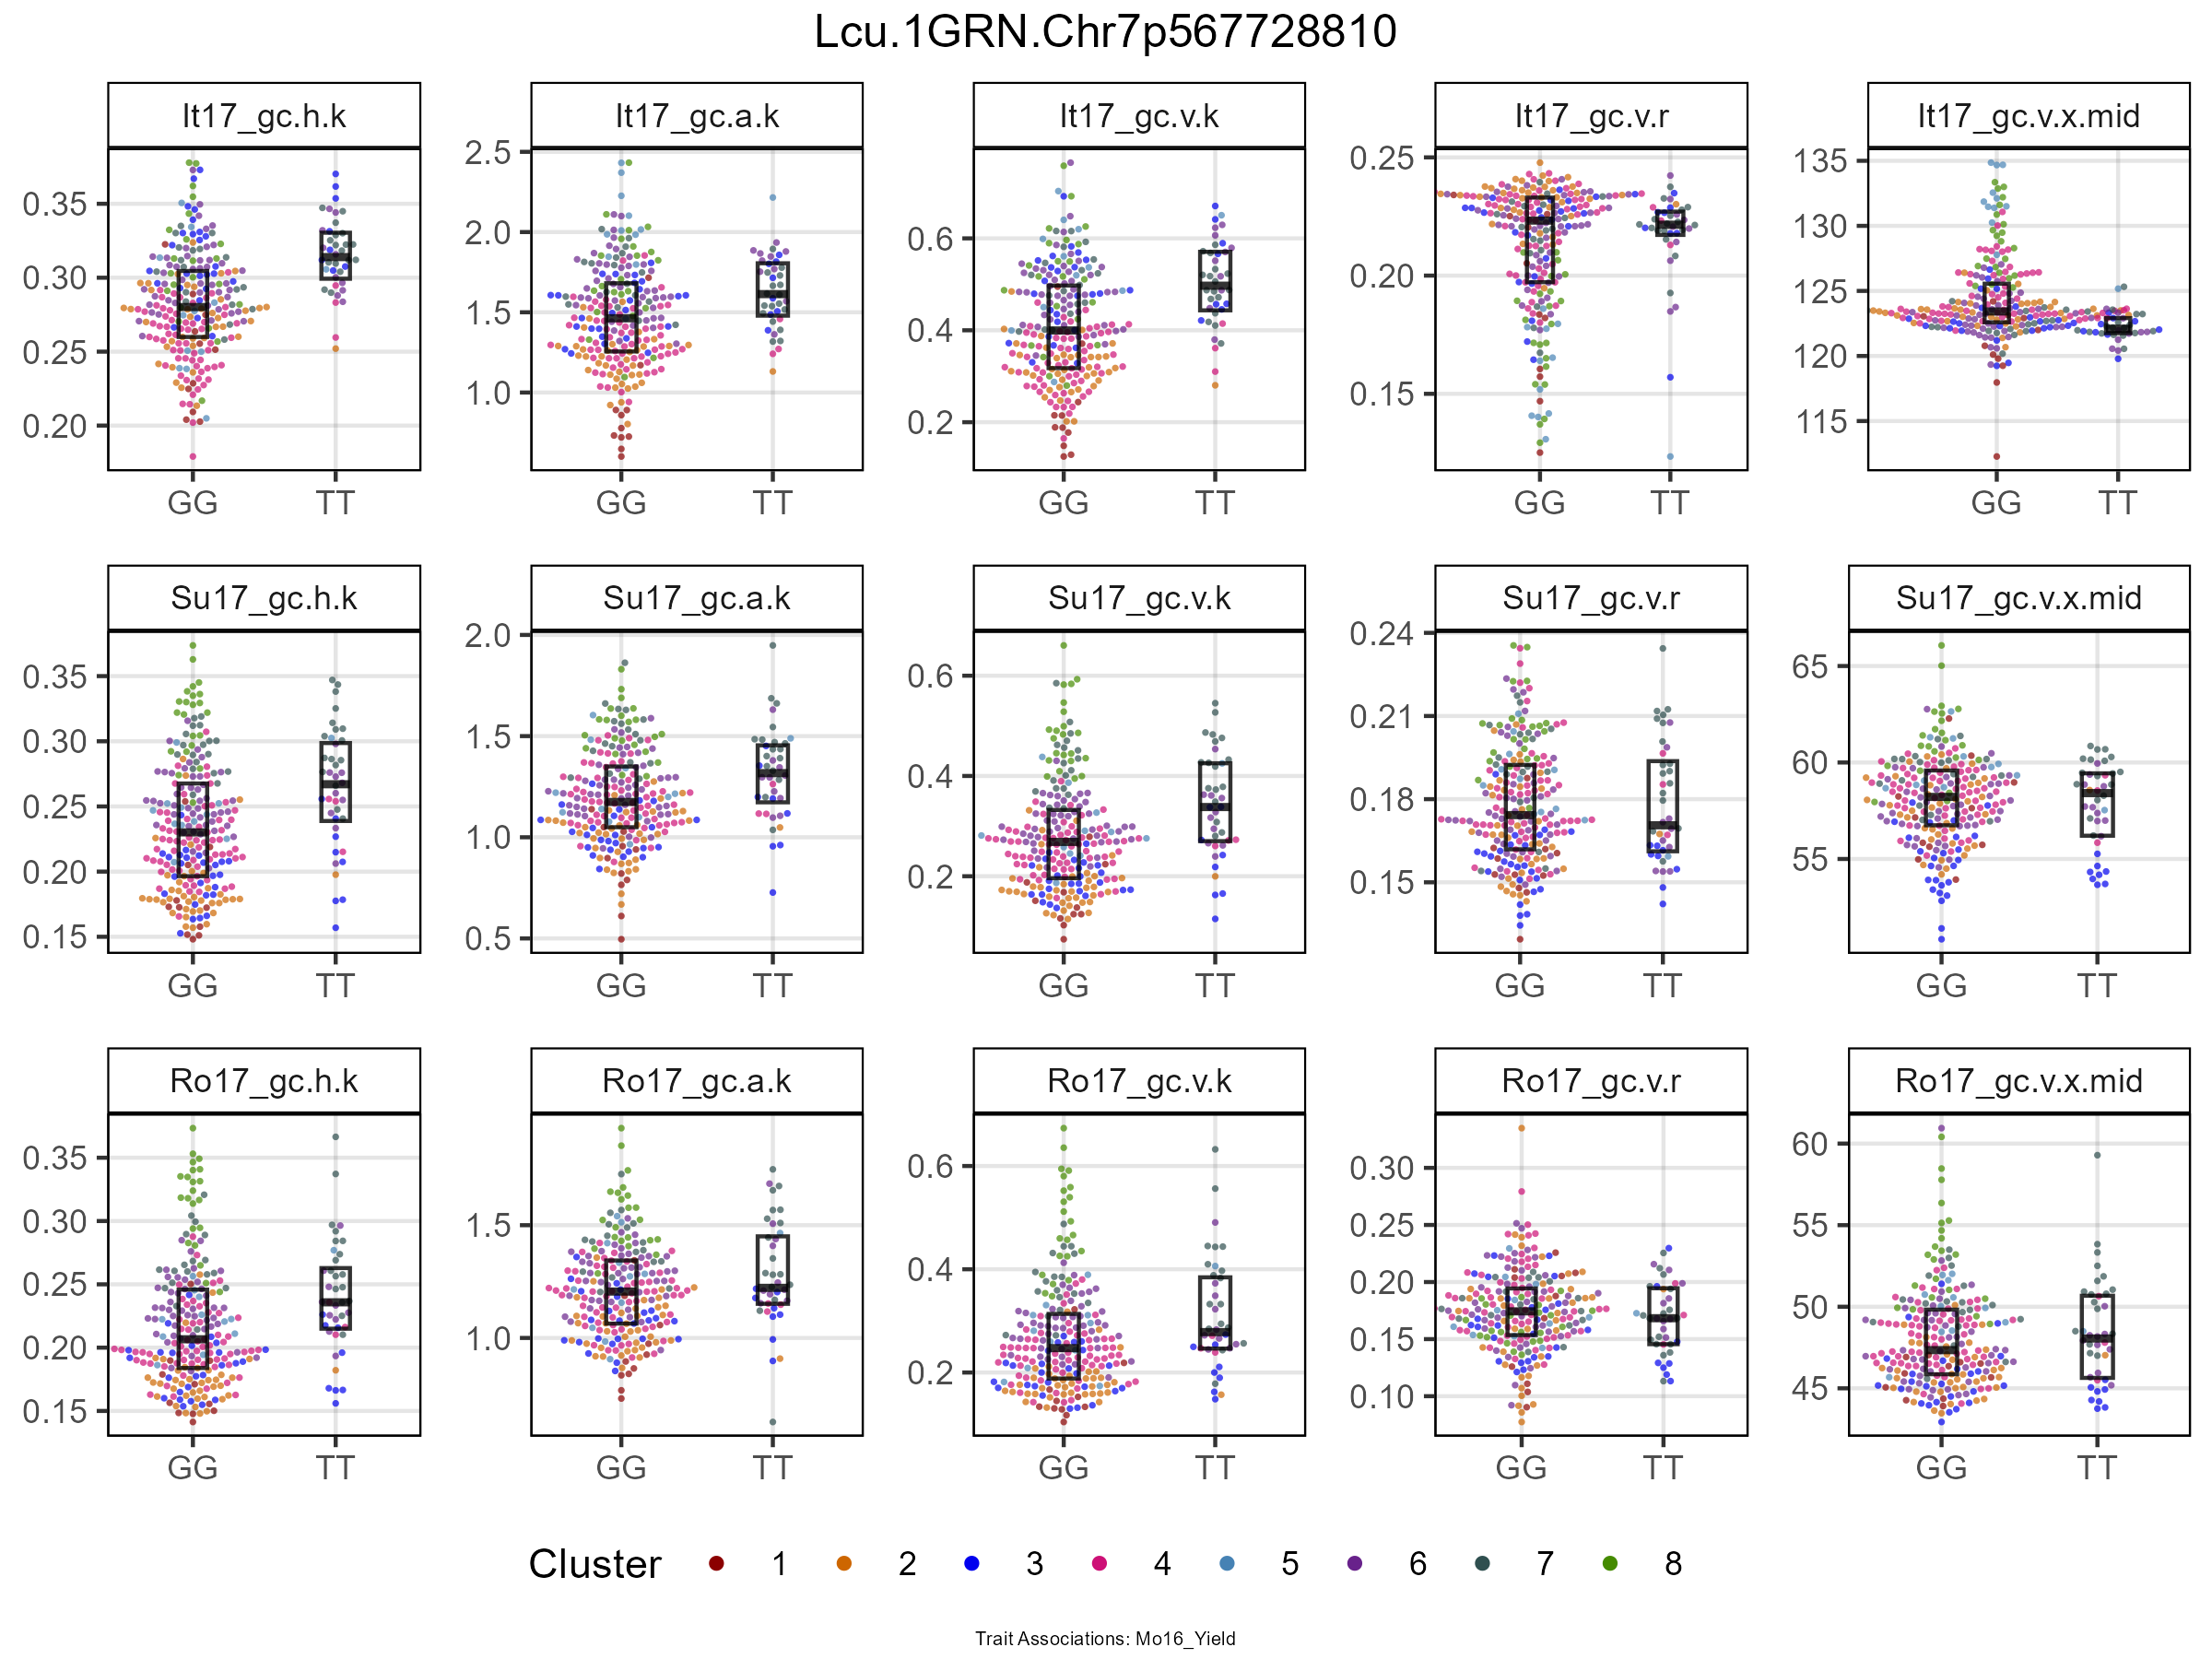 Lcu.1GRN.Chr7p567728810
It17_gc.h.k It17_gc.a.k It17_gc.v.k It17_gc.v.r It17_gc.v.x.mid
0.35 0.30 0.25 0.20
2.5 2.0 1.5 1.0
0.6 0.4 0.2
0.25 0.20 0.15
135 130 125 120 115
GG TT GG TT GG TT GG TT GG TT
Su17_gc.h.k Su17_gc.a.k Su17_gc.v.k Su17_gc.v.r Su17_gc.v.x.mid
0.35 0.30 0.25 0.20 0.15
2.0 1.5 1.0 0.5
0.6 0.4 0.2
0.24 0.21 0.18 0.15
65 60 55
GG TT GG TT GG TT GG TT GG TT
Ro17_gc.h.k Ro17_gc.a.k Ro17_gc.v.k Ro17_gc.v.r Ro17_gc.v.x.mid
0.35 0.30 0.25 0.20 0.15
1.5 1.0
0.6 0.4 0.2
0.30 0.25 0.20 0.15 0.10
60 55 50 45
GG TT GG TT GG TT GG TT GG TT
Cluster 1 2 3 4 5 6 7 8
Trait Associations: Mo16_Yield